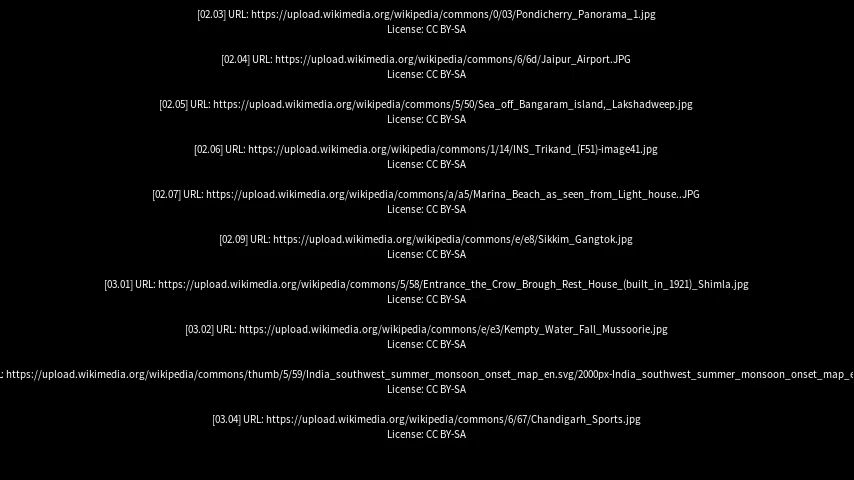 [02.03] URL: https://upload.wikimedia.org/wikipedia/commons/0/03/Pondicherry_Panorama_1.jpg
License: CC BY-SA
[02.04] URL: https://upload.wikimedia.org/wikipedia/commons/6/6d/Jaipur_Airport.JPG
License: CC BY-SA
[02.05] URL: https://upload.wikimedia.org/wikipedia/commons/5/50/Sea_off_Bangaram_island,_Lakshadweep.jpg
License: CC BY-SA
[02.06] URL: https://upload.wikimedia.org/wikipedia/commons/1/14/INS_Trikand_(F51)-image41.jpg
License: CC BY-SA
[02.07] URL: https://upload.wikimedia.org/wikipedia/commons/a/a5/Marina_Beach_as_seen_from_Light_house..JPG
License: CC BY-SA
[02.09] URL: https://upload.wikimedia.org/wikipedia/commons/e/e8/Sikkim_Gangtok.jpg
License: CC BY-SA
[03.01] URL: https://upload.wikimedia.org/wikipedia/commons/5/58/Entrance_the_Crow_Brough_Rest_House_(built_in_1921)_Shimla.jpg
License: CC BY-SA
[03.02] URL: https://upload.wikimedia.org/wikipedia/commons/e/e3/Kempty_Water_Fall_Mussoorie.jpg
License: CC BY-SA
: https://upload.wikimedia.org/wikipedia/commons/thumb/5/59/India_southwest_summer_monsoon_onset_map_en.svg/2000px-India_southwest_summer_monsoon_onset_map_e
License: CC BY-SA
[03.04] URL: https://upload.wikimedia.org/wikipedia/commons/6/67/Chandigarh_Sports.jpg
License: CC BY-SA